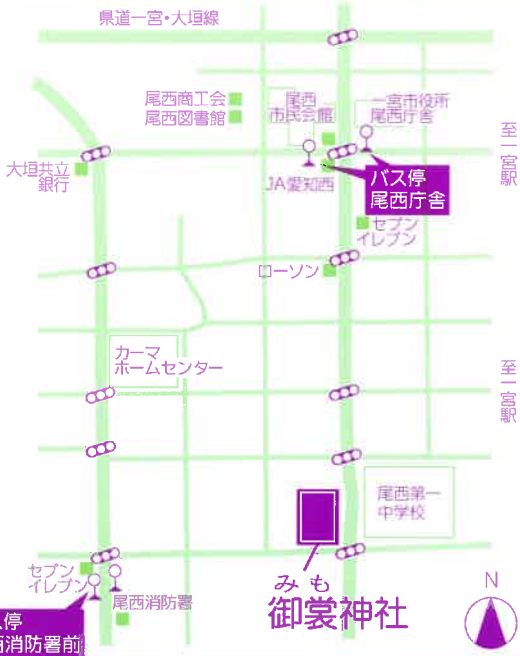 県道一宮・大垣線
尾西商工会
尾西図書館
尾西
市民会館
一宮市役所
尾西庁舎
至一宮駅
大垣共立
銀行
JA愛知西
バス停
尾西庁舎
セブン
イレブン
ローソン
カーマ
ホームセンター
至一宮駅
尾西第一
中学校
セブン
イレブン
尾西消防署
みも
御裳神社
N
停
消防署前